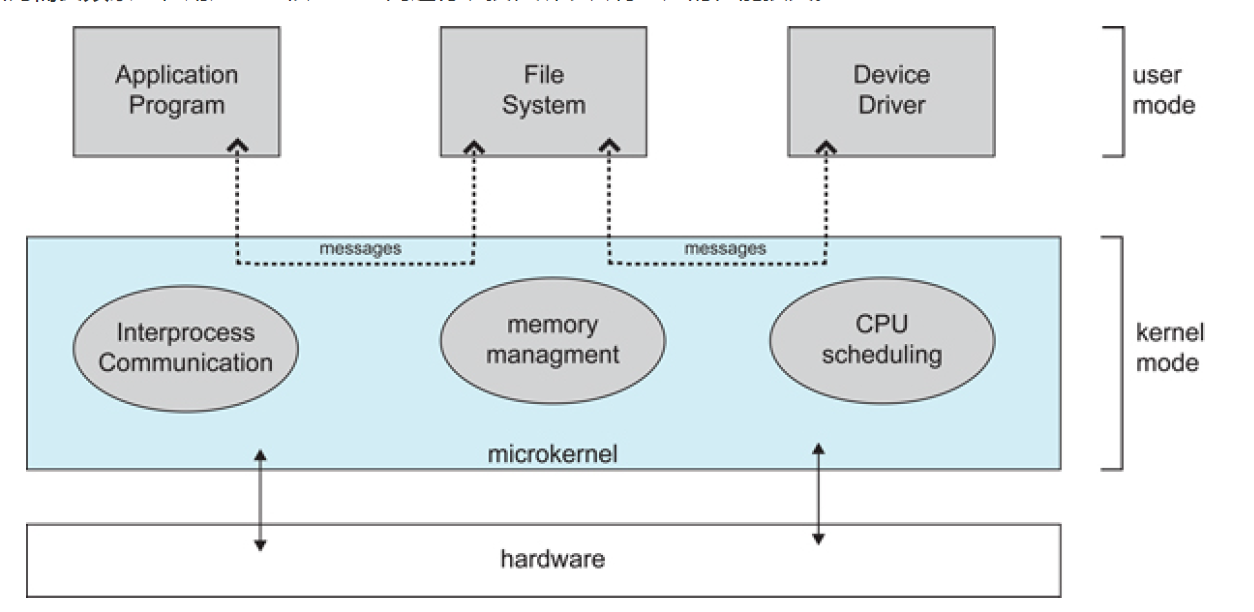 Application
Program
File
System
Device
Driver
user
mode
messages
messages
Interprocess
Communication
memory
managment
CPU
scheduling
kernel
mode
microkernel
hardware